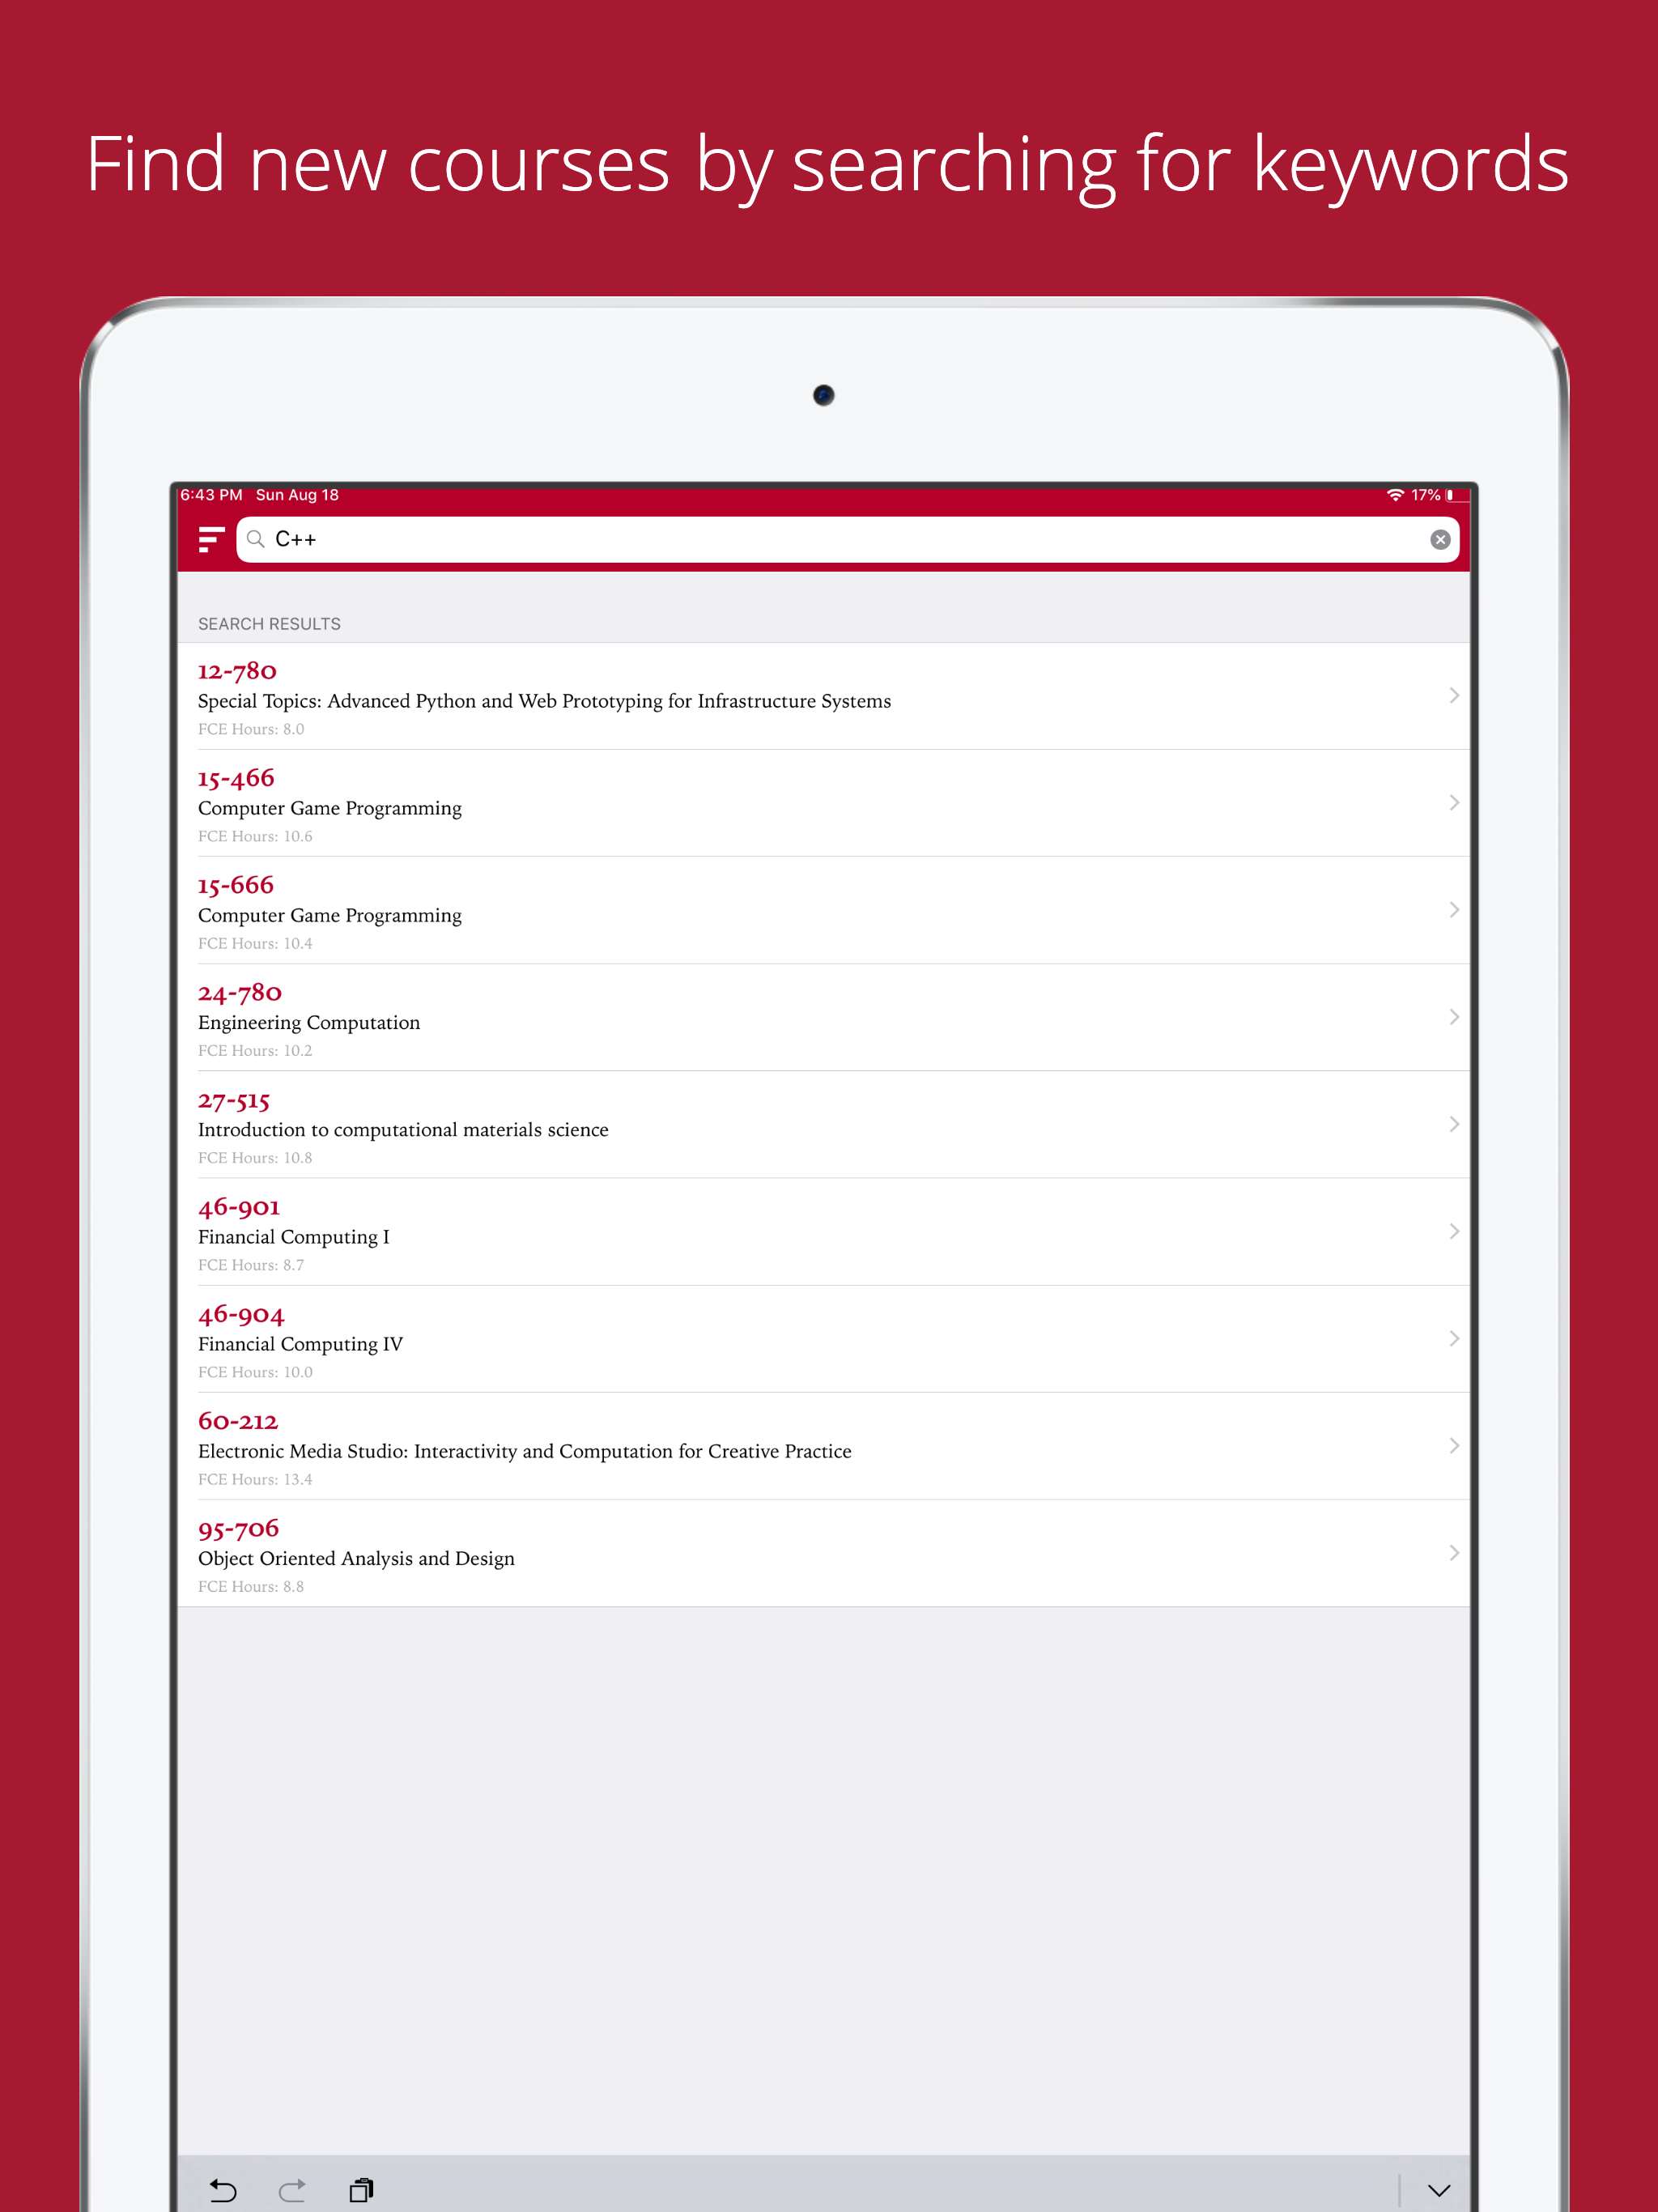 Find new courses by searching for keywords
6:43 PM Sun Aug 18 17%
C++
SEARCH RESULTS
12-780
Special Topics: Advanced Python and Web Prototyping for Infrastructure Systems
FCE Hours: 8.0
15-466
Computer Game Programming
FCE Hours: 10.6
15-666
Computer Game Programming
FCE Hours: 10.4
24-780
Engineering Computation
FCE Hours: 10.2
27-515
Introduction to computational materials science
FCE Hours: 10.8
46-901
Financial Computing I
FCE Hours: 8.7
46-904
Financial Computing IV
FCE Hours: 10.0
60-212
Electronic Media Studio: Interactivity and Computation for Creative Practice
FCE Hours: 13.4
95-706
Object Oriented Analysis and Design
FCE Hours: 8.8